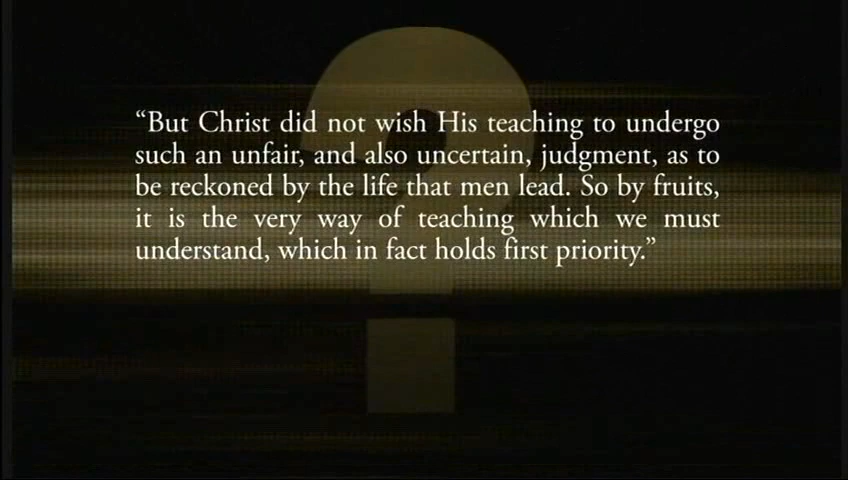 “But Christ did not wish His teaching to undergo
such an unfair, and also uncertain, judgment, as to
be reckoned by the life that men lead. So by fruits,
it is the very way of teaching which we must
understand, which in fact holds first priority.”
?